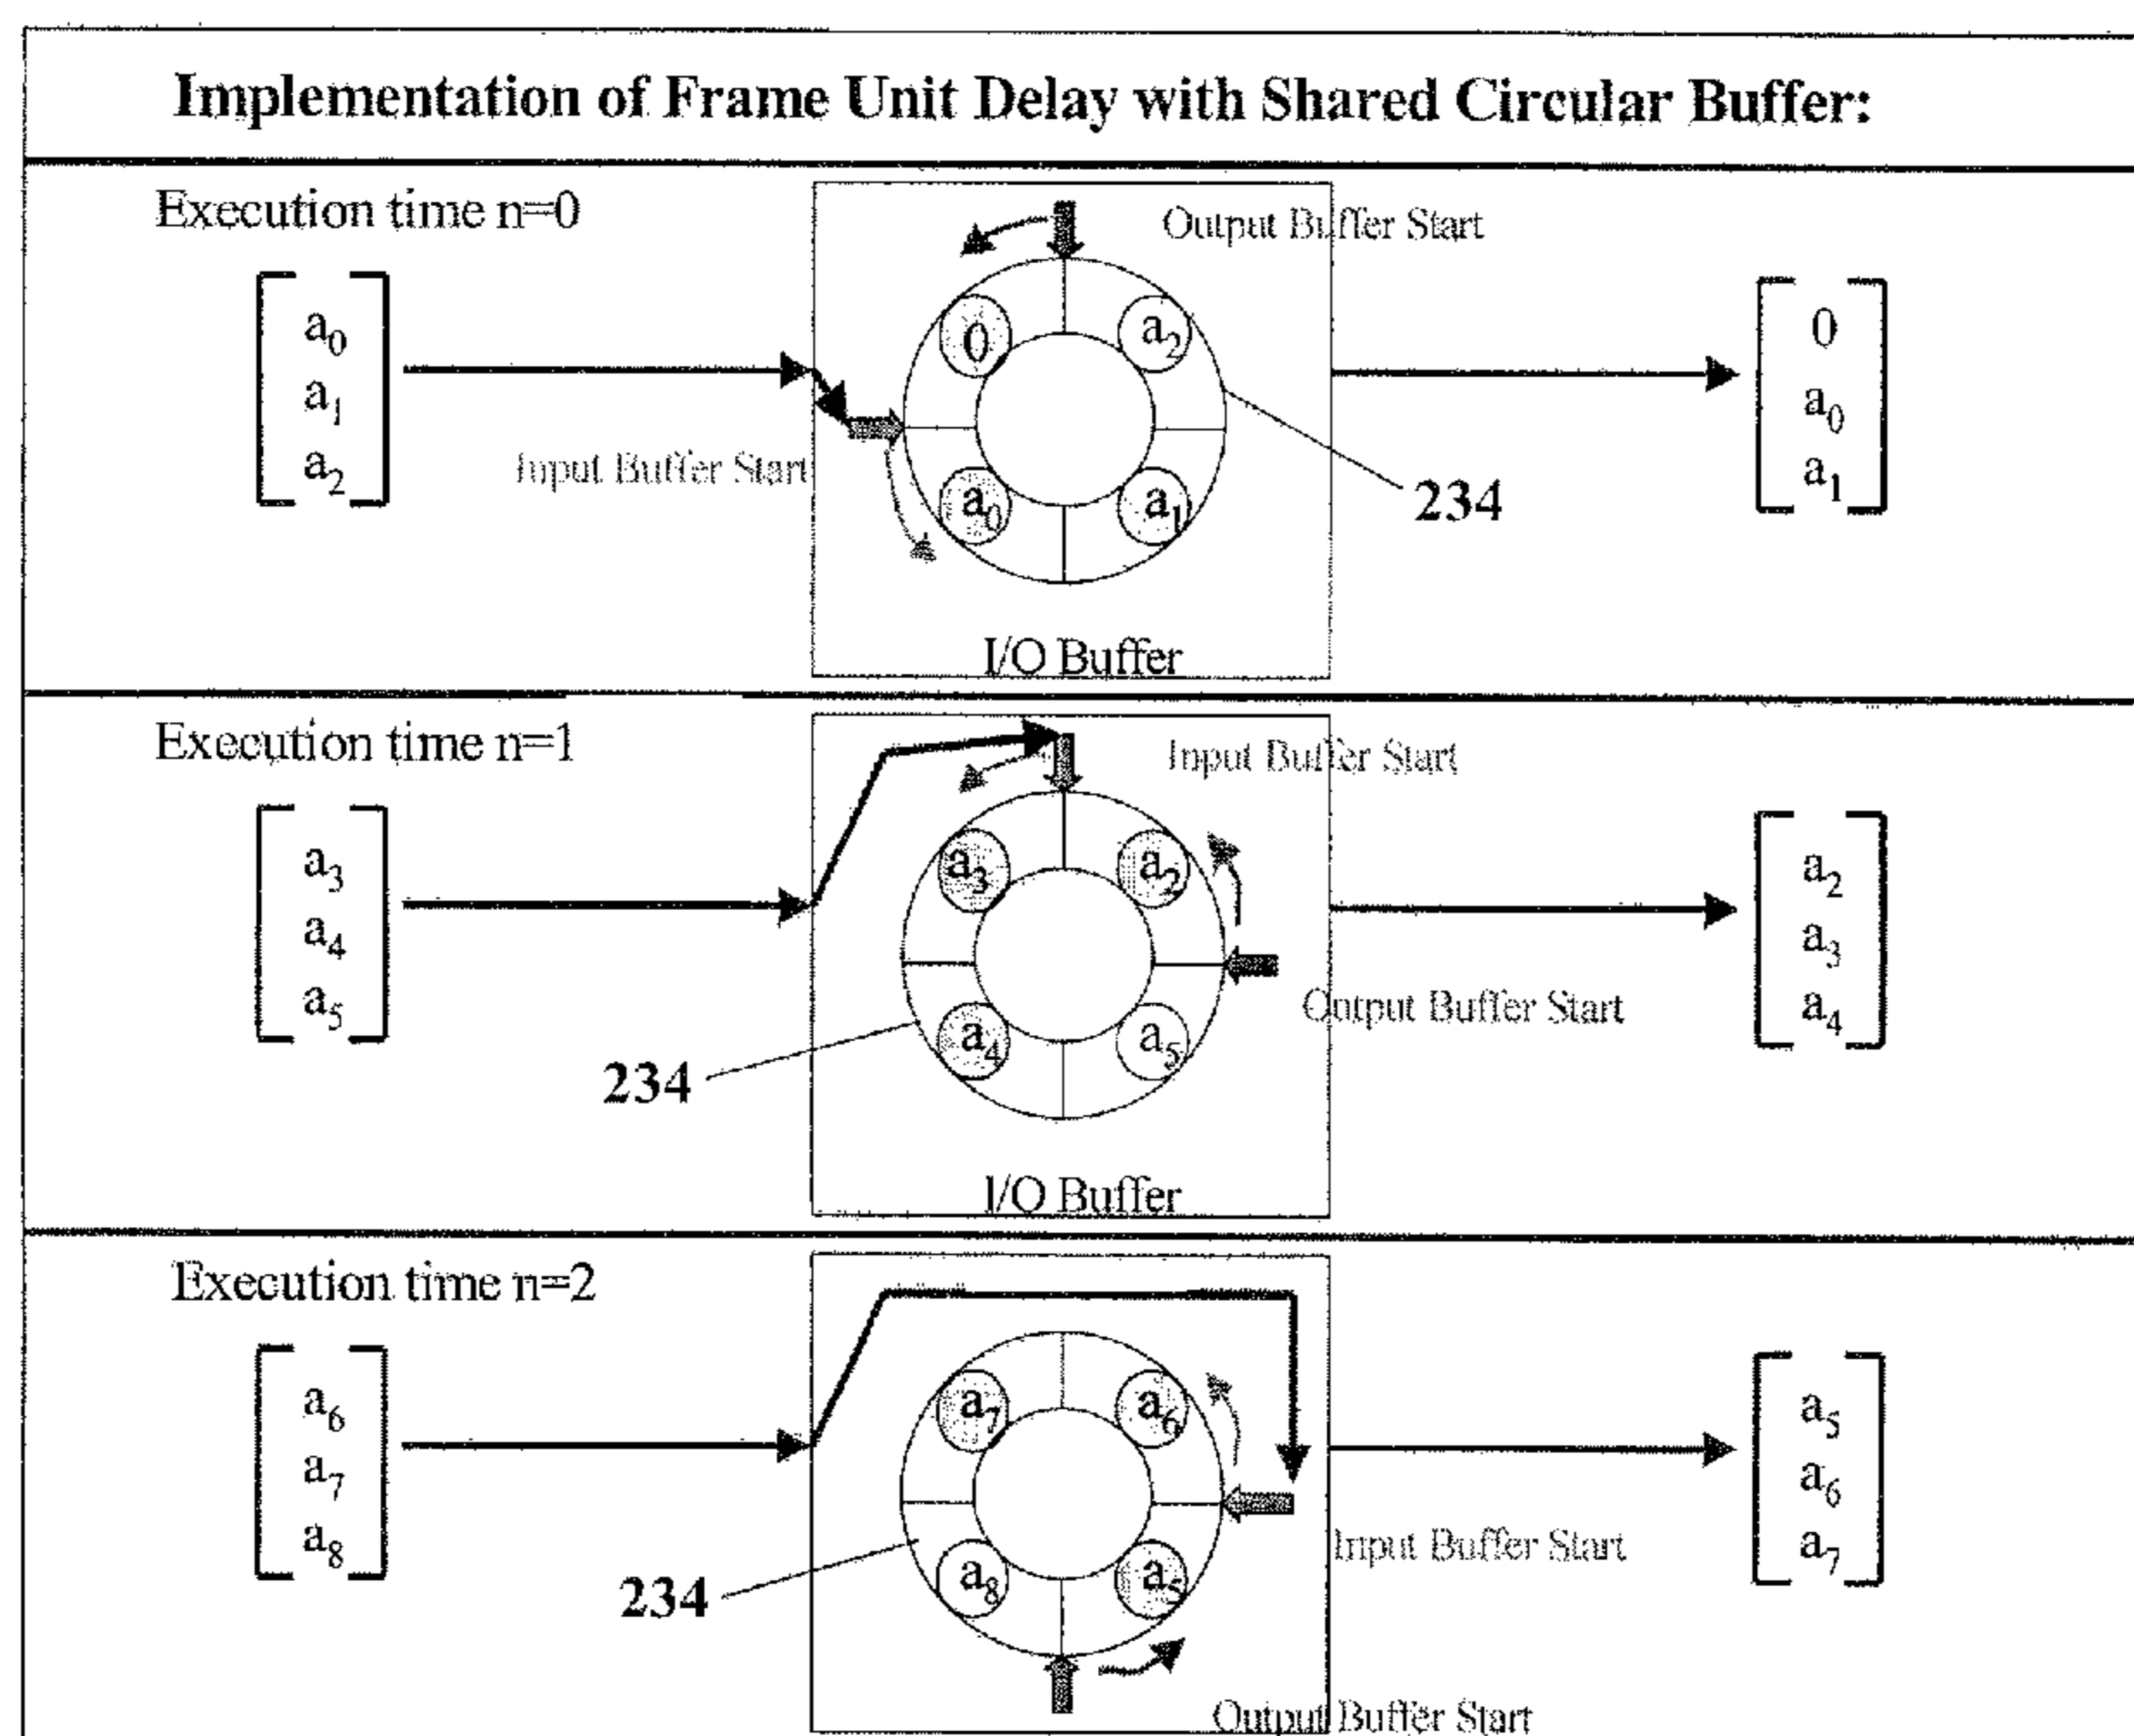 Implementation of Frame Unit Delay with Shared Circular Buffer:
Execution time n=0
Output Buffer Start
a0
a1
a2
Input Buffer Start
0
a2
a0
a1
0
a0
a1
234
I/O Buffer
Execution time n=1
Input Buffer Start
a3
a4
a5
a3
a2
a4
a5
Output Buffer Start
a2
a3
a4
234
I/O Buffer
Execution time n=2
a6
a7
a8
a7
a6
a8
a5
Input Buffer Start
a5
a6
a7
234
Output Buffer Start